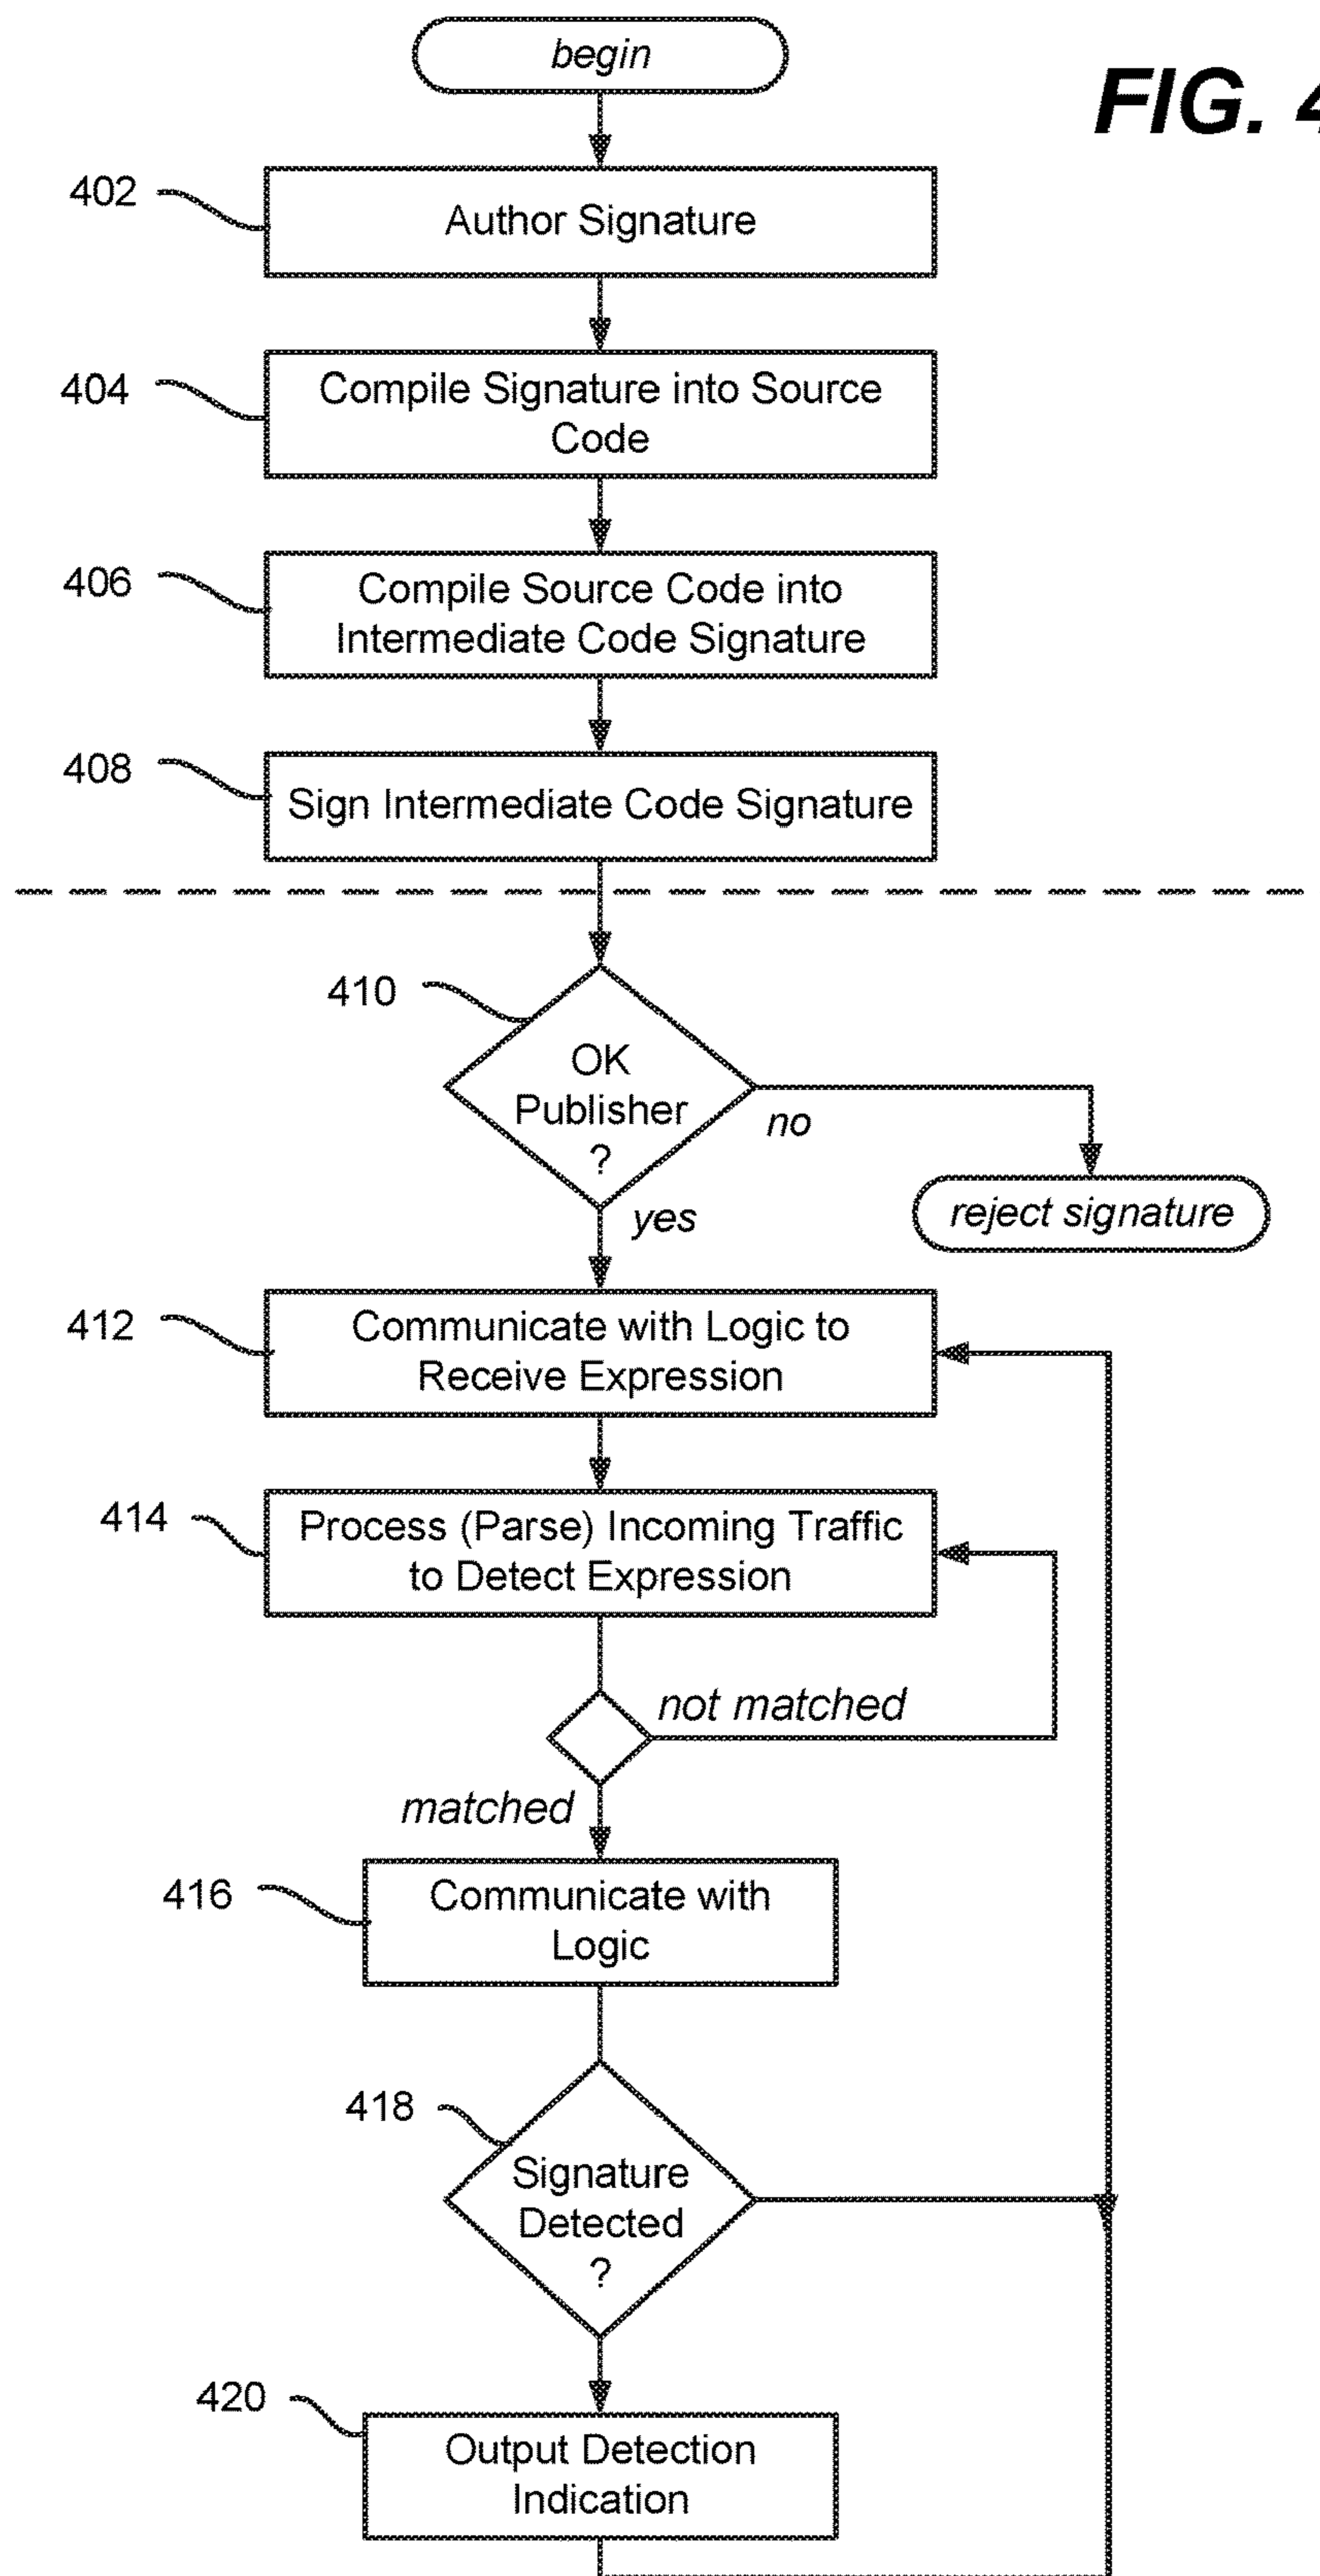 begin
FIG. 4
402
Author Signature
404
Compile Signature into Source
Code
406
Compile Source Code into
Intermediate Code Signature
408
Sign Intermediate Code Signature
410
OK
Publisher
?
no
reject signature
yes
412
Communicate with Logic to
Receive Expression
414
Process (Parse) Incoming Traffic
to Detect Expression
not matched
matched
416
Communicate with
Logic
418
Signature
Detected
?
420
Output Detection
Indication